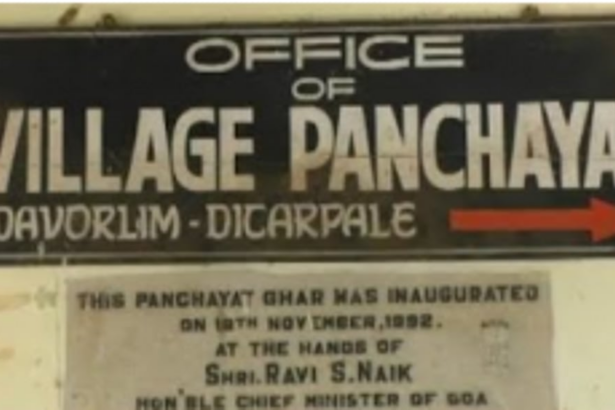 OFFICE
OF
VILLAGE PANCHAYA
DAVORLIM - DICARPALE
THIS PANCHAYAT GHAR WAS INAUGURATED
ON 18TH NOVEMBER, 1992.
AT THE HANDS OF
SHRI. RAVI S. NAIK
HON'BLE CHIEF MINISTER OF GOA